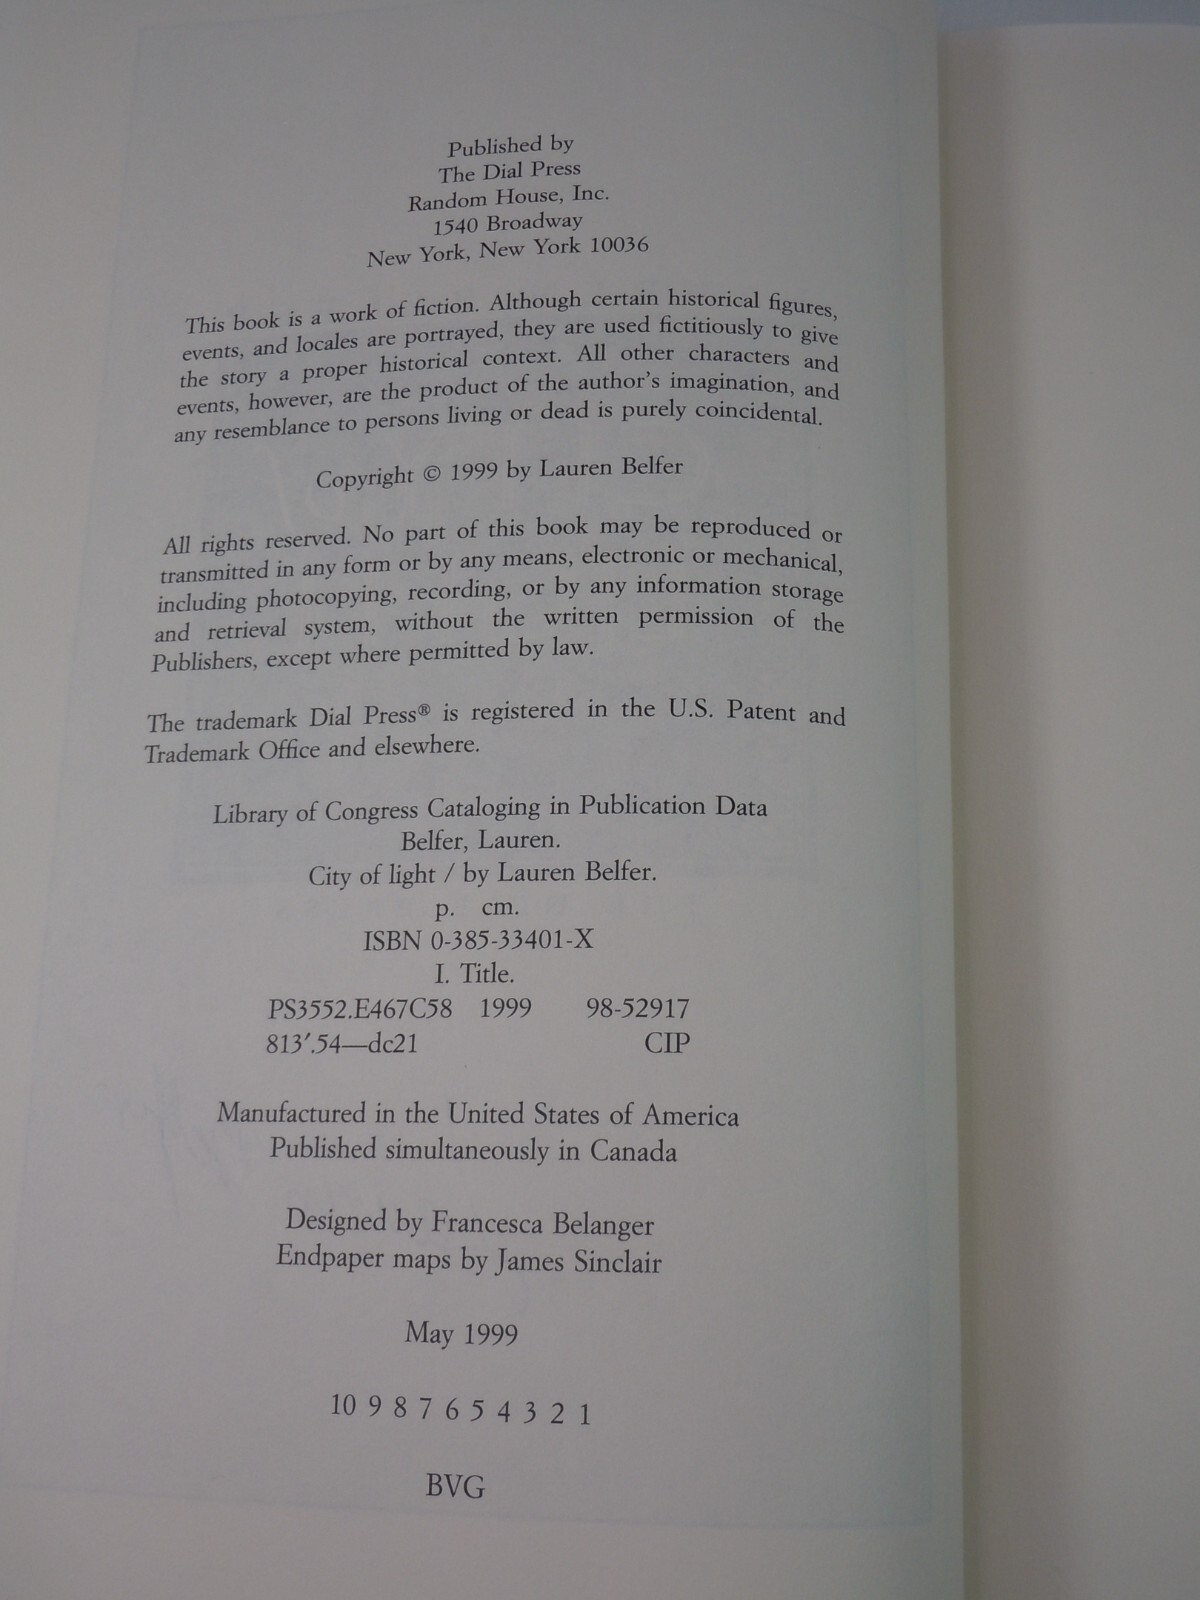 Published by
The Dial Press
Random House, Inc.
1540 Broadway
New York, New York 10036
This book is a work of fiction. Although certain historical figures,
events, and locales are portrayed, they are used fictitiously to give
the story a proper historical context. All other characters and
events, however, are the product of the author's imagination, and
any resemblance to persons living or dead is purely coincidental.
Copyright © 1999 by Lauren Belfer
All rights reserved. No part of this book may be reproduced or
transmitted in any form or by any means, electronic or mechanical,
including photocopying, recording, or by any information storage
and retrieval system, without the written permission of the
Publishers, except where permitted by law.
The trademark Dial Press® is registered in the U.S. Patent and
Trademark Office and elsewhere.
Library of Congress Cataloging in Publication Data
Belfer, Lauren.
City of light / by Lauren Belfer.
p. cm.
ISBN 0-385-33401-X
I. Title.
PS3552.E467C58 1999 98-52917
813′.54—dc21 CIP
Manufactured in the United States of America
Published simultaneously in Canada
Designed by Francesca Belanger
Endpaper maps by James Sinclair
May 1999
10 9 8 7 6 5 4 3 2 1
BVG